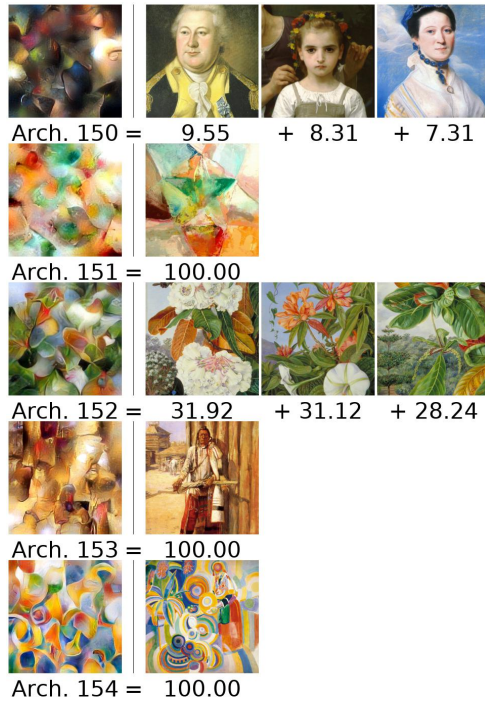 Arch. 150 = 9.55 + 8.31 + 7.31
Arch. 151 = 100.00
Arch. 152 = 31.92 + 31.12 + 28.24
Arch. 153 = 100.00
Arch. 154 = 100.00